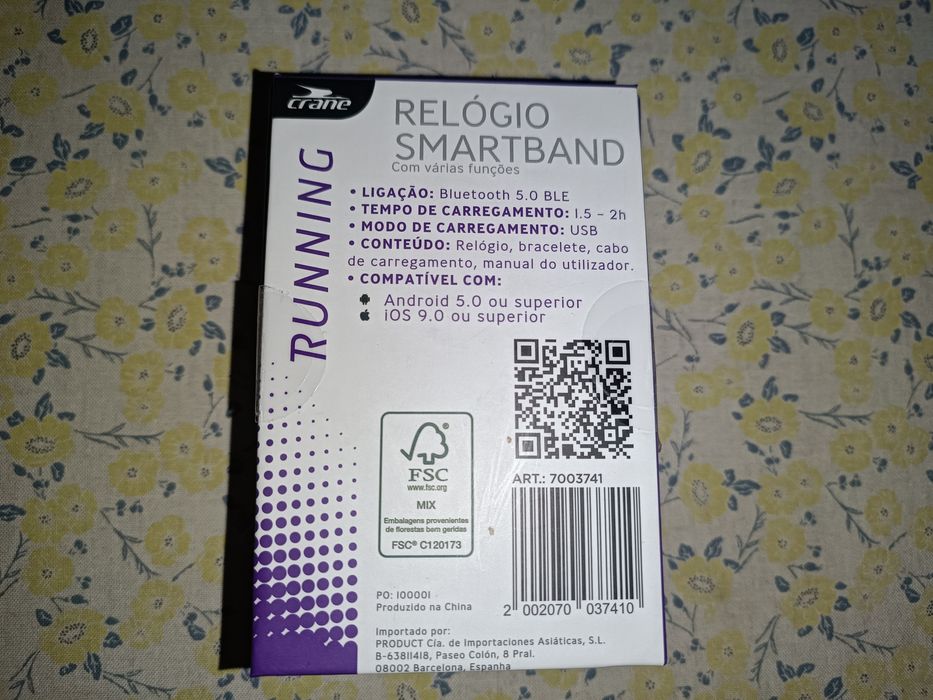 crane
RUNNING
RELÓGIO
SMARTBAND
Com várias funções
• LIGAÇÃO: Bluetooth 5.0 BLE
• TEMPO DE CARREGAMENTO: 1.5 – 2h
• MODO DE CARREGAMENTO: USB
• CONTEÚDO: Relógio, bracelete, cabo
de carregamento, manual do utilizador.
• COMPATÍVEL COM:
Android 5.0 ou superior
iOS 9.0 ou superior
FSC
www.fsc.org
MIX
Embalagens provenientes
de florestas bem geridas
FSC® C120173
ART.: 7003741
2 002070 037410
PO: 100001
Produzido na China
Importado por:
PRODUCT Cía. de Importaciones Asiáticas, S.L.
B-63811418, Paseo Colón, 8 Pral.
08002 Barcelona, Espanha